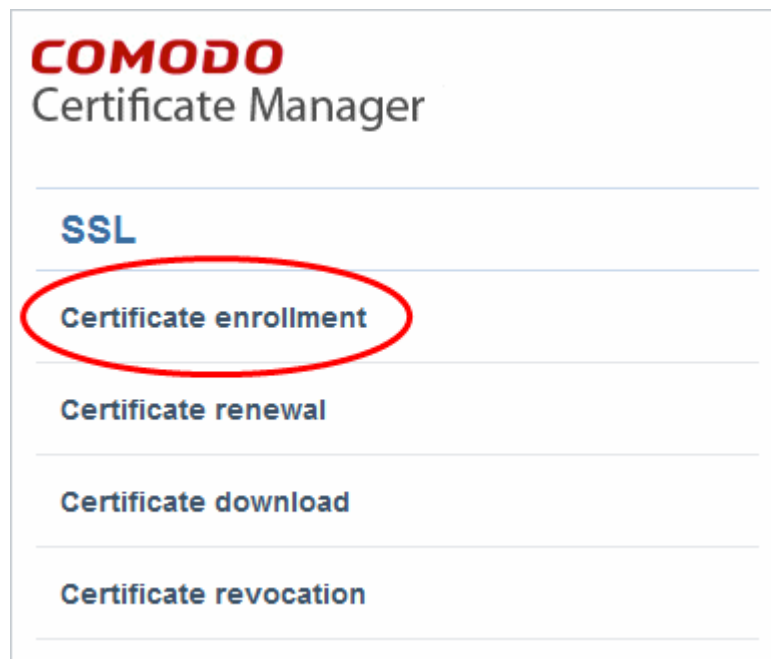 COMODO
Certificate Manager
SSL
Certificate enrollment
Certificate renewal
Certificate download
Certificate revocation